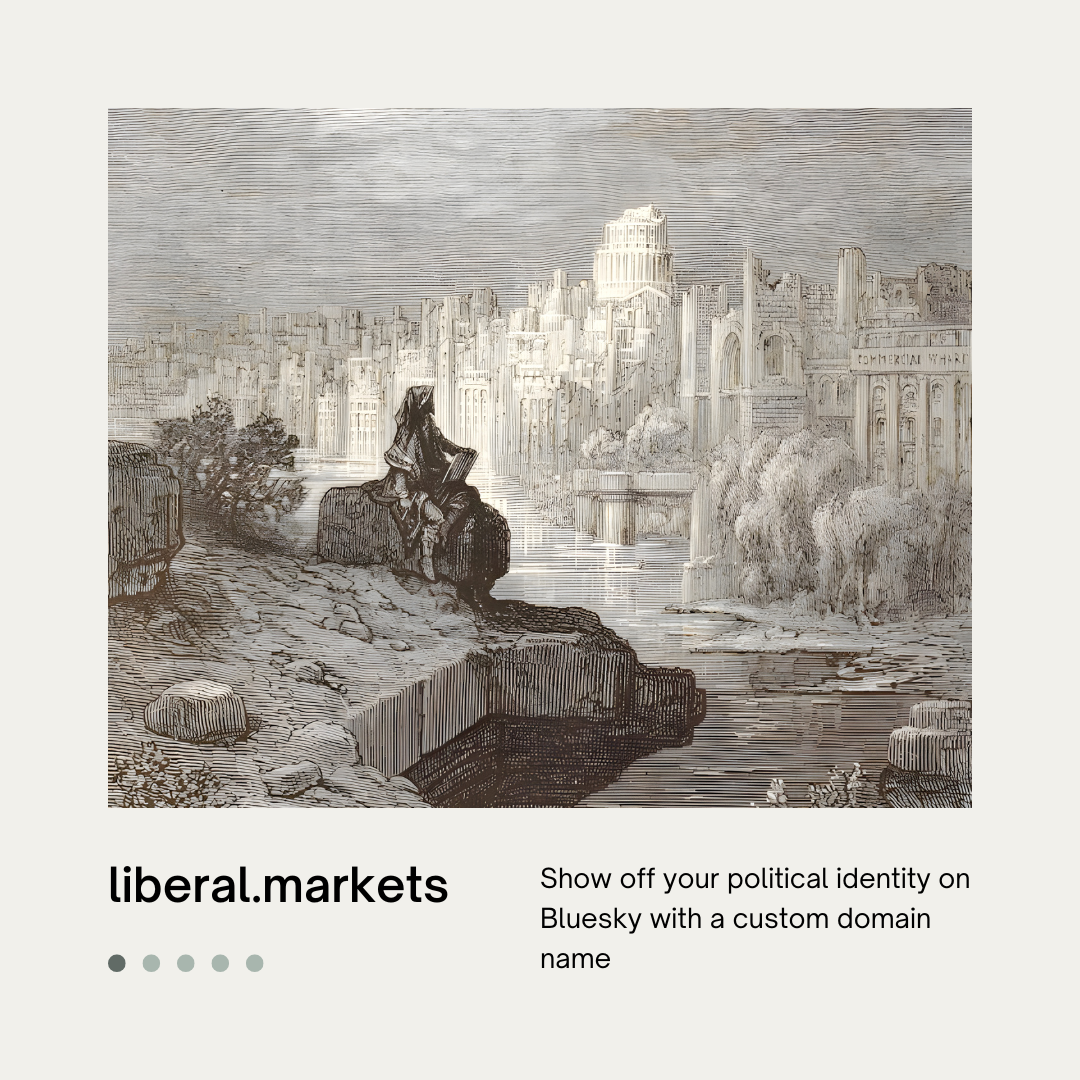 COMMERCIAL WHARF
liberal.markets
Show off your political identity on
Bluesky with a custom domain
name